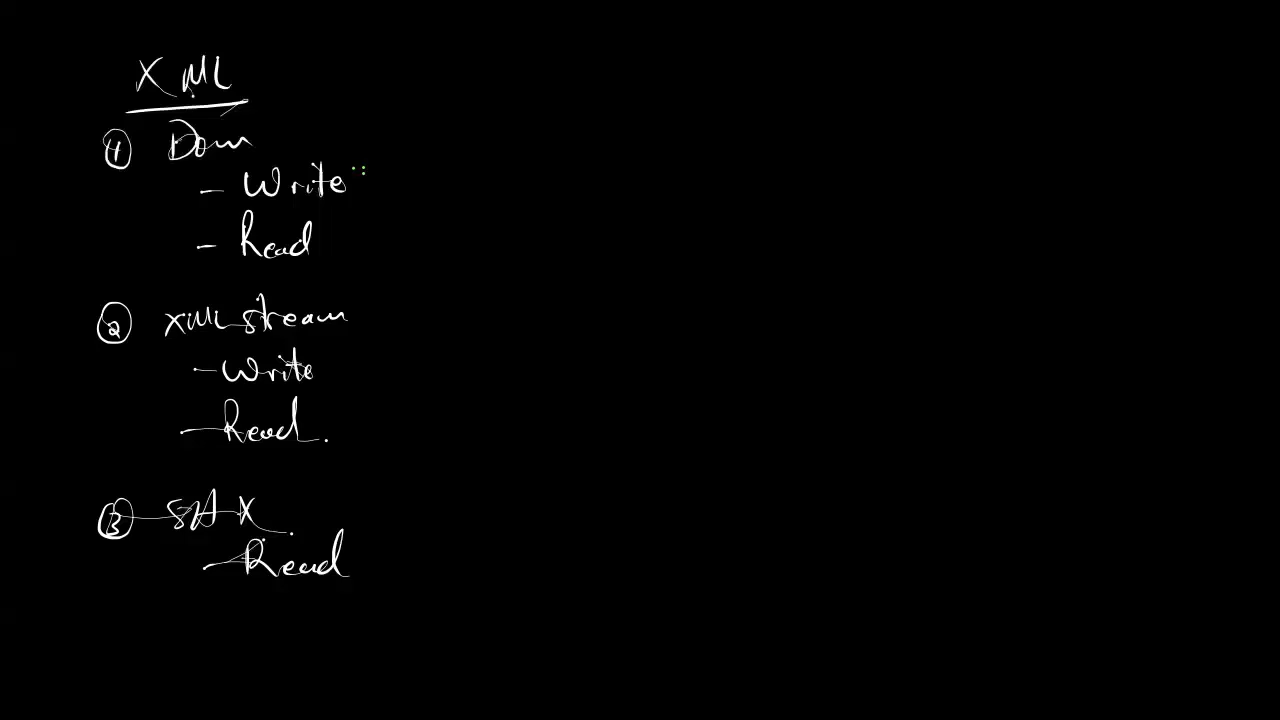 XML
1 Dom
- Write
- Read
2 XML stream
- Write
- Read.
3 SAX
- Read